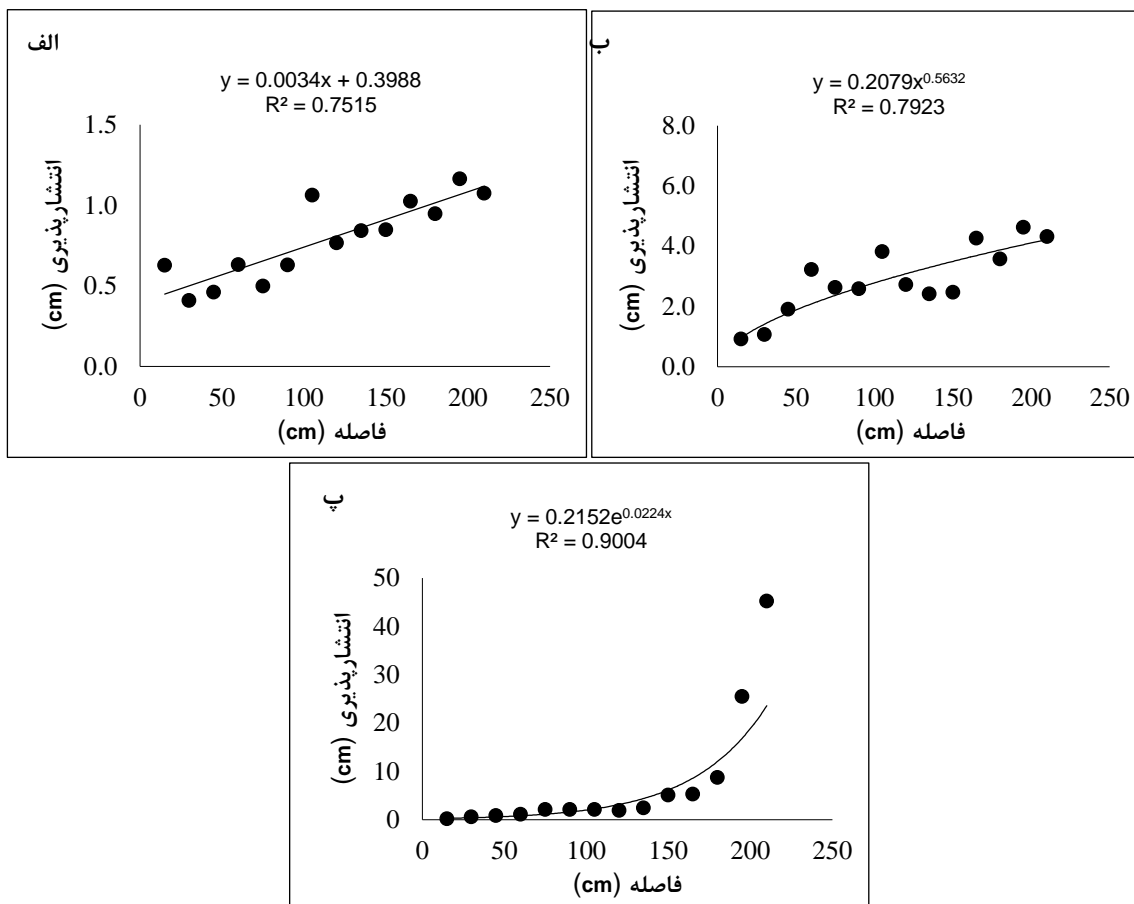 الف
y = 0.0034x + 0.3988
R² = 0.7515
1.5
1.0
0.5
0.0
انتشارپذیری (cm)
0 50 100 150 200 250
فاصله (cm)
ب
y = 0.2079x^0.5632
R² = 0.7923
8.0
6.0
4.0
2.0
0.0
انتشارپذیری (cm)
0 50 100 150 200 250
فاصله (cm)
پ
y = 0.2152e^0.0224x
R² = 0.9004
50
40
30
20
10
0
انتشارپذیری (cm)
0 50 100 150 200 250
فاصله (cm)